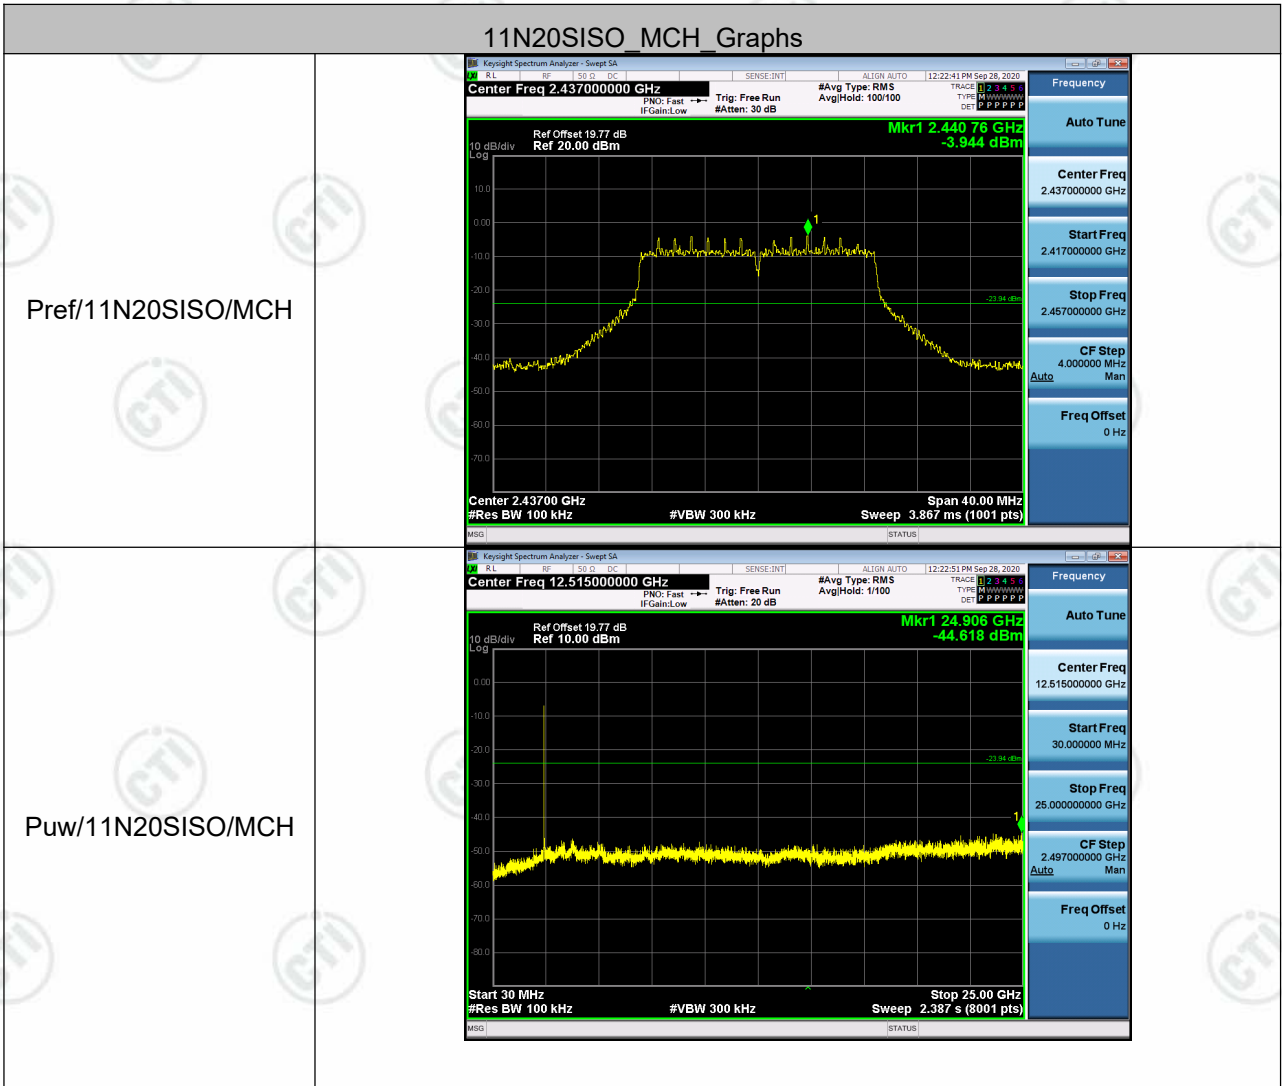 11N20SISO_MCH_Graphs
Pref/11N20SISO/MCH
Keysight Spectrum Analyzer - Swept SA
RL RF 50 Ω DC SENSE:INT ALIGN AUTO 12:22:41 PM Sep 28, 2020
Center Freq 2.437000000 GHz
PNO: Fast
IFGain:Low
Trig: Free Run
#Atten: 30 dB
#Avg Type: RMS
Avg|Hold: 100/100
TRACE 1 2 3 4 5 6
TYPE M W W W W W
DET P P P P P P
Ref Offset 19.77 dB
10 dB/div Ref 20.00 dBm
Log
Mkr1 2.440 76 GHz
-3.944 dBm
10.0
0.00
-10.0
-20.0
-30.0
-40.0
-50.0
-60.0
-70.0
1
-23.94 dBm
Center 2.43700 GHz Span 40.00 MHz
#Res BW 100 kHz #VBW 300 kHz Sweep 3.867 ms (1001 pts)
MSG STATUS
Frequency
Auto Tune
Center Freq
2.437000000 GHz
Start Freq
2.417000000 GHz
Stop Freq
2.457000000 GHz
CF Step
4.000000 MHz
Auto Man
Freq Offset
0 Hz
Puw/11N20SISO/MCH
Keysight Spectrum Analyzer - Swept SA
RL RF 50 Ω DC SENSE:INT ALIGN AUTO 12:22:51 PM Sep 28, 2020
Center Freq 12.515000000 GHz
PNO: Fast
IFGain:Low
Trig: Free Run
#Atten: 20 dB
#Avg Type: RMS
Avg|Hold: 1/100
TRACE 1 2 3 4 5 6
TYPE M W W W W W
DET P P P P P P
Ref Offset 19.77 dB
10 dB/div Ref 10.00 dBm
Log
Mkr1 24.906 GHz
-44.618 dBm
0.00
-10.0
-20.0
-30.0
-40.0
-50.0
-60.0
-70.0
-80.0
1
-23.94 dBm
Start 30 MHz Stop 25.00 GHz
#Res BW 100 kHz #VBW 300 kHz Sweep 2.387 s (8001 pts)
MSG STATUS
Frequency
Auto Tune
Center Freq
12.515000000 GHz
Start Freq
30.000000 MHz
Stop Freq
25.000000000 GHz
CF Step
2.497000000 GHz
Auto Man
Freq Offset
0 Hz
CTI